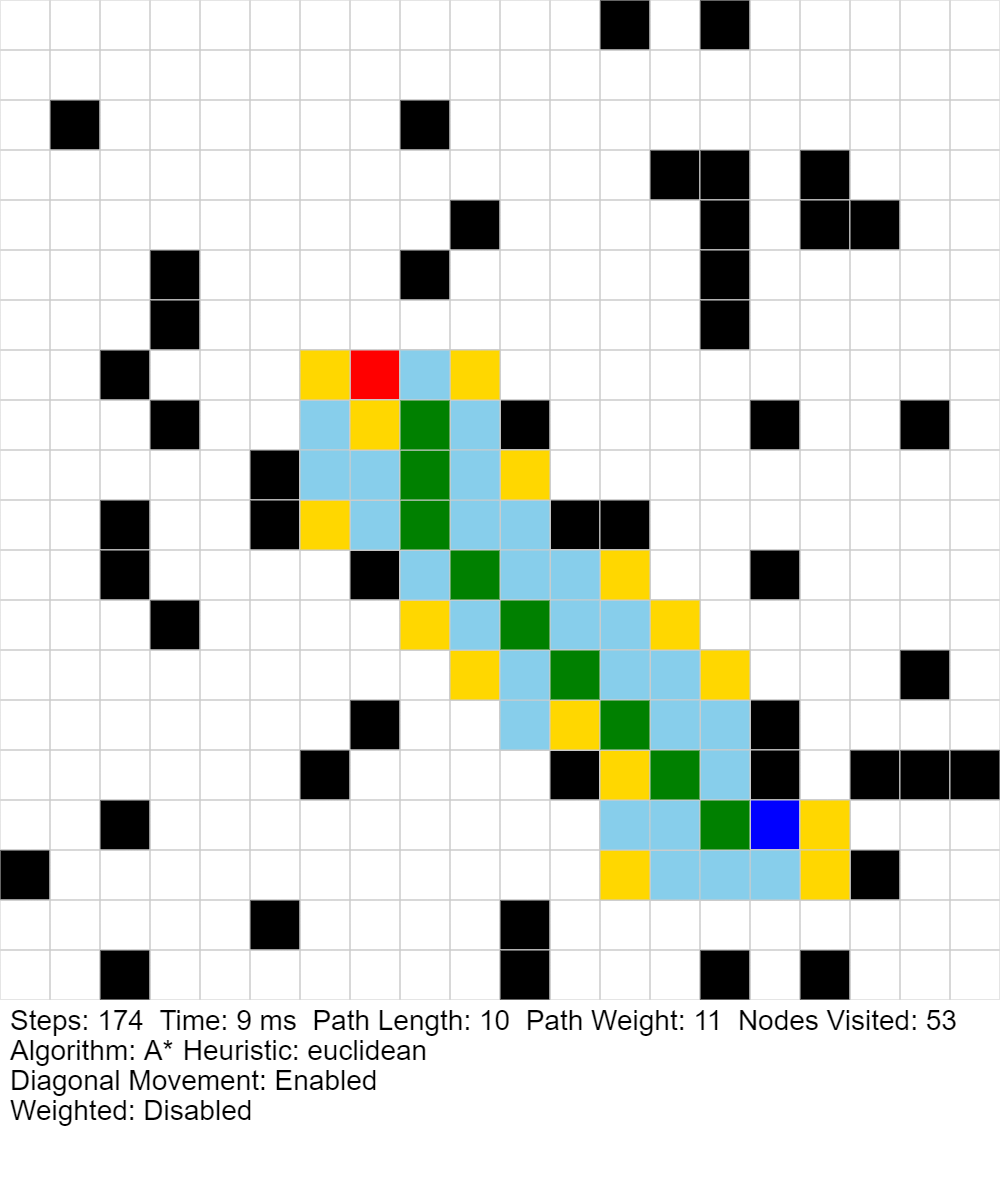 Steps: 174  Time: 9 ms  Path Length: 10  Path Weight: 11  Nodes Visited: 53
Algorithm: A* Heuristic: euclidean
Diagonal Movement: Enabled
Weighted: Disabled